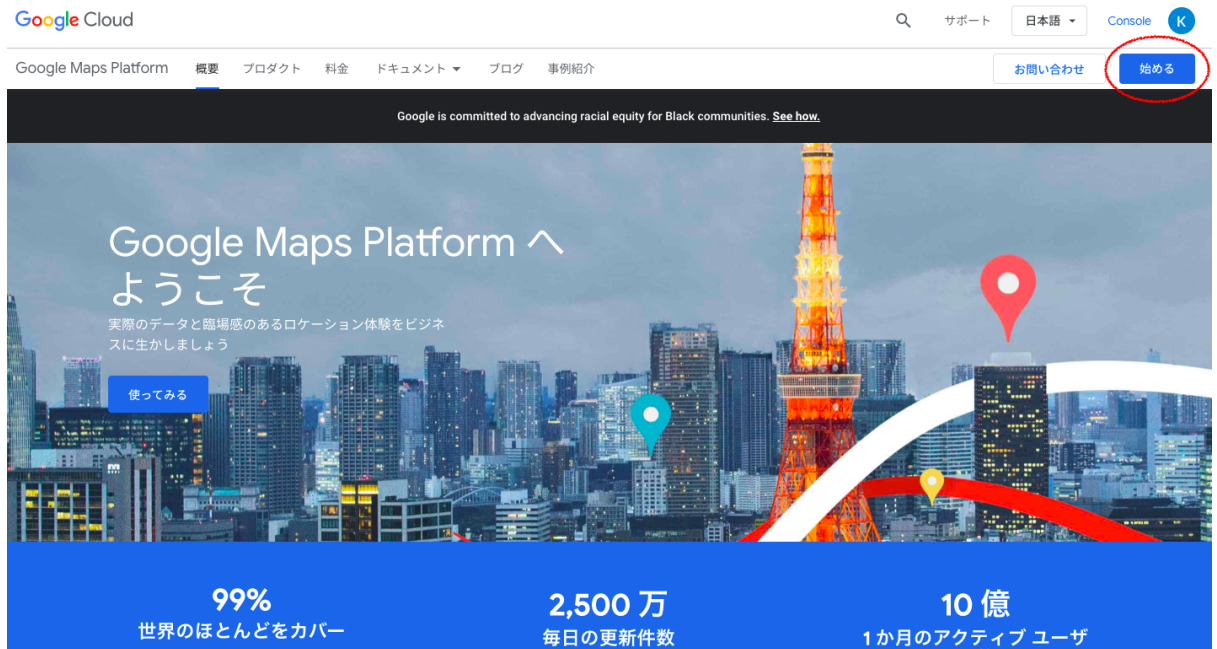 Google Cloud
サポート
日本語
Console
K
Google Maps Platform
概要
プロダクト
料金
ドキュメント
ブログ
事例紹介
お問い合わせ
始める
Google is committed to advancing racial equity for Black communities. See how.
Google Maps Platform へ
ようこそ
実際のデータと臨場感のあるロケーション体験をビジネ
スに生かしましょう
使ってみる
99%
世界のほとんどをカバー
2,500 万
毎日の更新件数
10 億
1 か月のアクティブ ユーザ